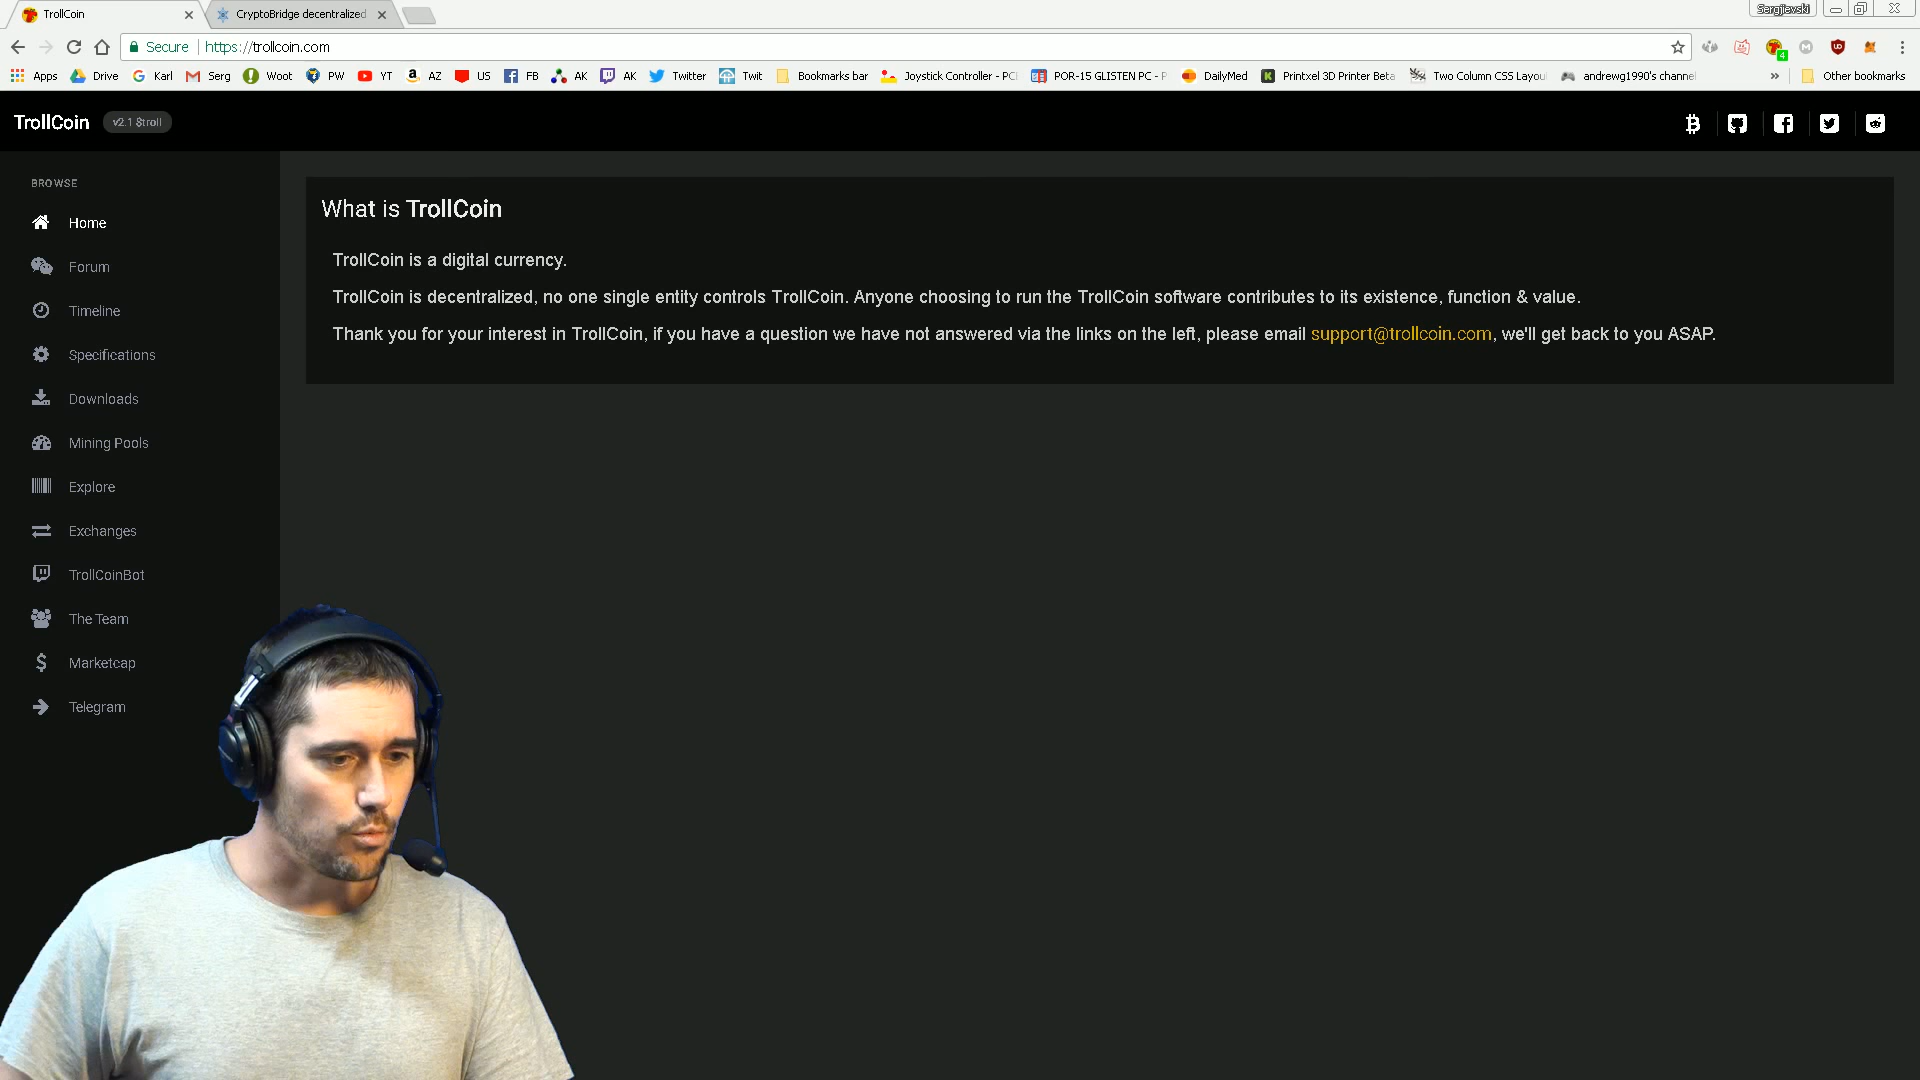 TrollCoin
CryptoBridge decentralized
Sergjievski
Secure https://trollcoin.com
Apps Drive Karl Serg Woot PW YT AZ US FB AK AK Twitter Twit Bookmarks bar Joystick Controller - PC POR-15 GLISTEN PC - P DailyMed Printxel 3D Printer Beta Two Column CSS Layou andrewg1990's channel » Other bookmarks
TrollCoin v2.1 $troll
BROWSE
Home
Forum
Timeline
Specifications
Downloads
Mining Pools
Explore
Exchanges
TrollCoinBot
The Team
Marketcap
Telegram
What is TrollCoin
TrollCoin is a digital currency.
TrollCoin is decentralized, no one single entity controls TrollCoin. Anyone choosing to run the TrollCoin software contributes to its existence, function & value.
Thank you for your interest in TrollCoin, if you have a question we have not answered via the links on the left, please email support@trollcoin.com, we'll get back to you ASAP.